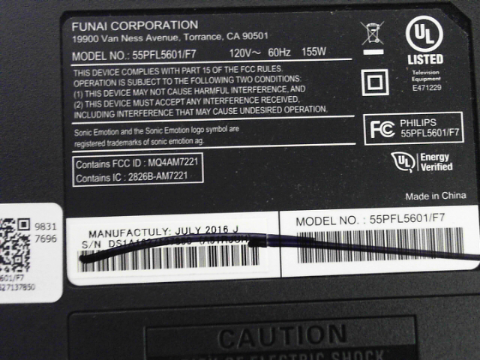 FUNAI CORPORATION
19900 Van Ness Avenue, Torrance, CA 90501
MODEL NO.: 55PFL5601/F7 120V~ 60Hz 155W
THIS DEVICE COMPLIES WITH PART 15 OF THE FCC RULES.
OPERATION IS SUBJECT TO THE FOLLOWING TWO CONDITIONS:
(1) THIS DEVICE MAY NOT CAUSE HARMFUL INTERFERENCE, AND
(2) THIS DEVICE MUST ACCEPT ANY INTERFERENCE RECEIVED,
INCLUDING INTERFERENCE THAT MAY CAUSE UNDESIRED OPERATION.
Sonic Emotion and the Sonic Emotion logo symbol are
registered trademarks of sonic emotion ag.
Contains FCC ID : MQ4AM7221
Contains IC : 2826B-AM7221
UL
LISTED
Television
Equipment
E471229
FC PHILIPS
55PFL5601/F7
UL Energy
Verified
Made in China
9831
7696
601/F7
MANUFACTULY: JULY 2016 J
S/N
MODEL NO. : 55PFL5601/F7
CAUTION
OF ELECTRIC SHOCK